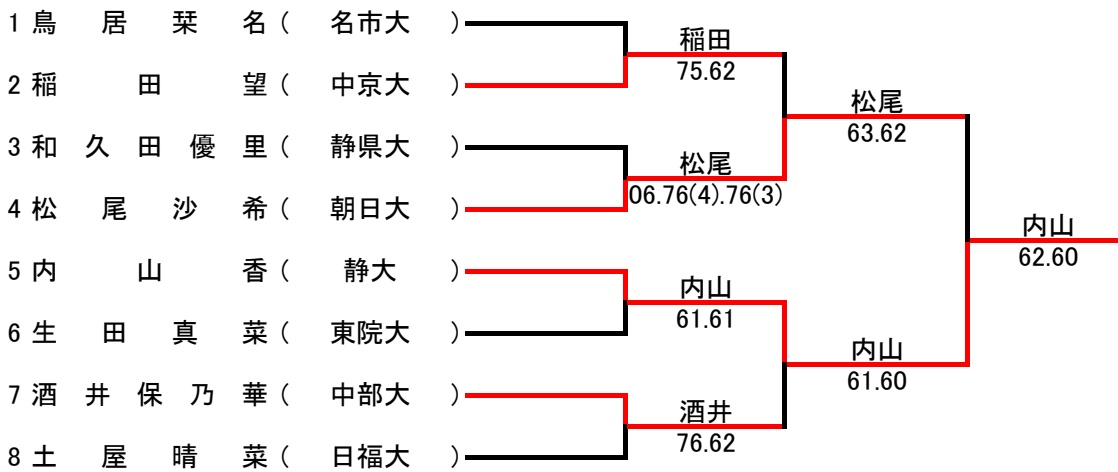 1 鳥居栞名（ 名市大 ）
稲田
75.62
2 稲田望（ 中京大 ）
松尾
63.62
3 和久田優里（ 静県大 ）
松尾
06.76(4).76(3)
4 松尾沙希（ 朝日大 ）
内山
62.60
5 内山香（ 静大 ）
内山
61.61
6 生田真菜（ 東院大 ）
内山
61.60
7 酒井保乃華（ 中部大 ）
酒井
76.62
8 土屋晴菜（ 日福大 ）